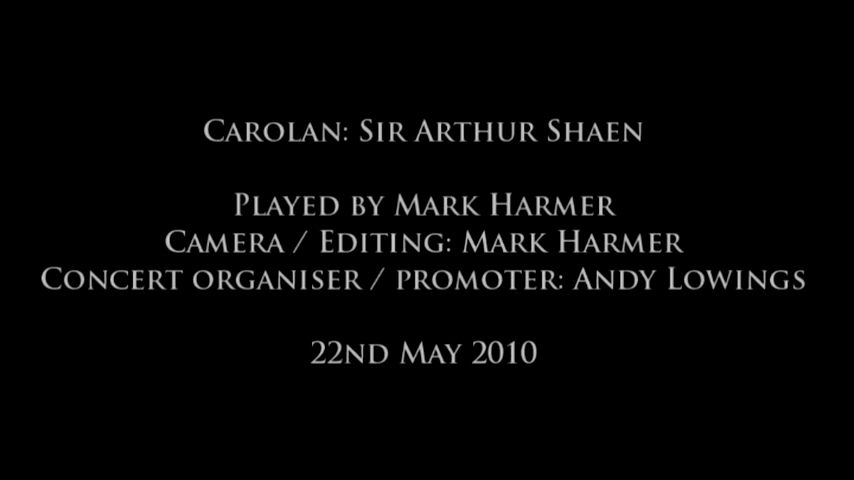 Carolan: Sir Arthur Shaen
Played by Mark Harmer
Camera / Editing: Mark Harmer
Concert organiser / promoter: Andy Lowings
22nd May 2010